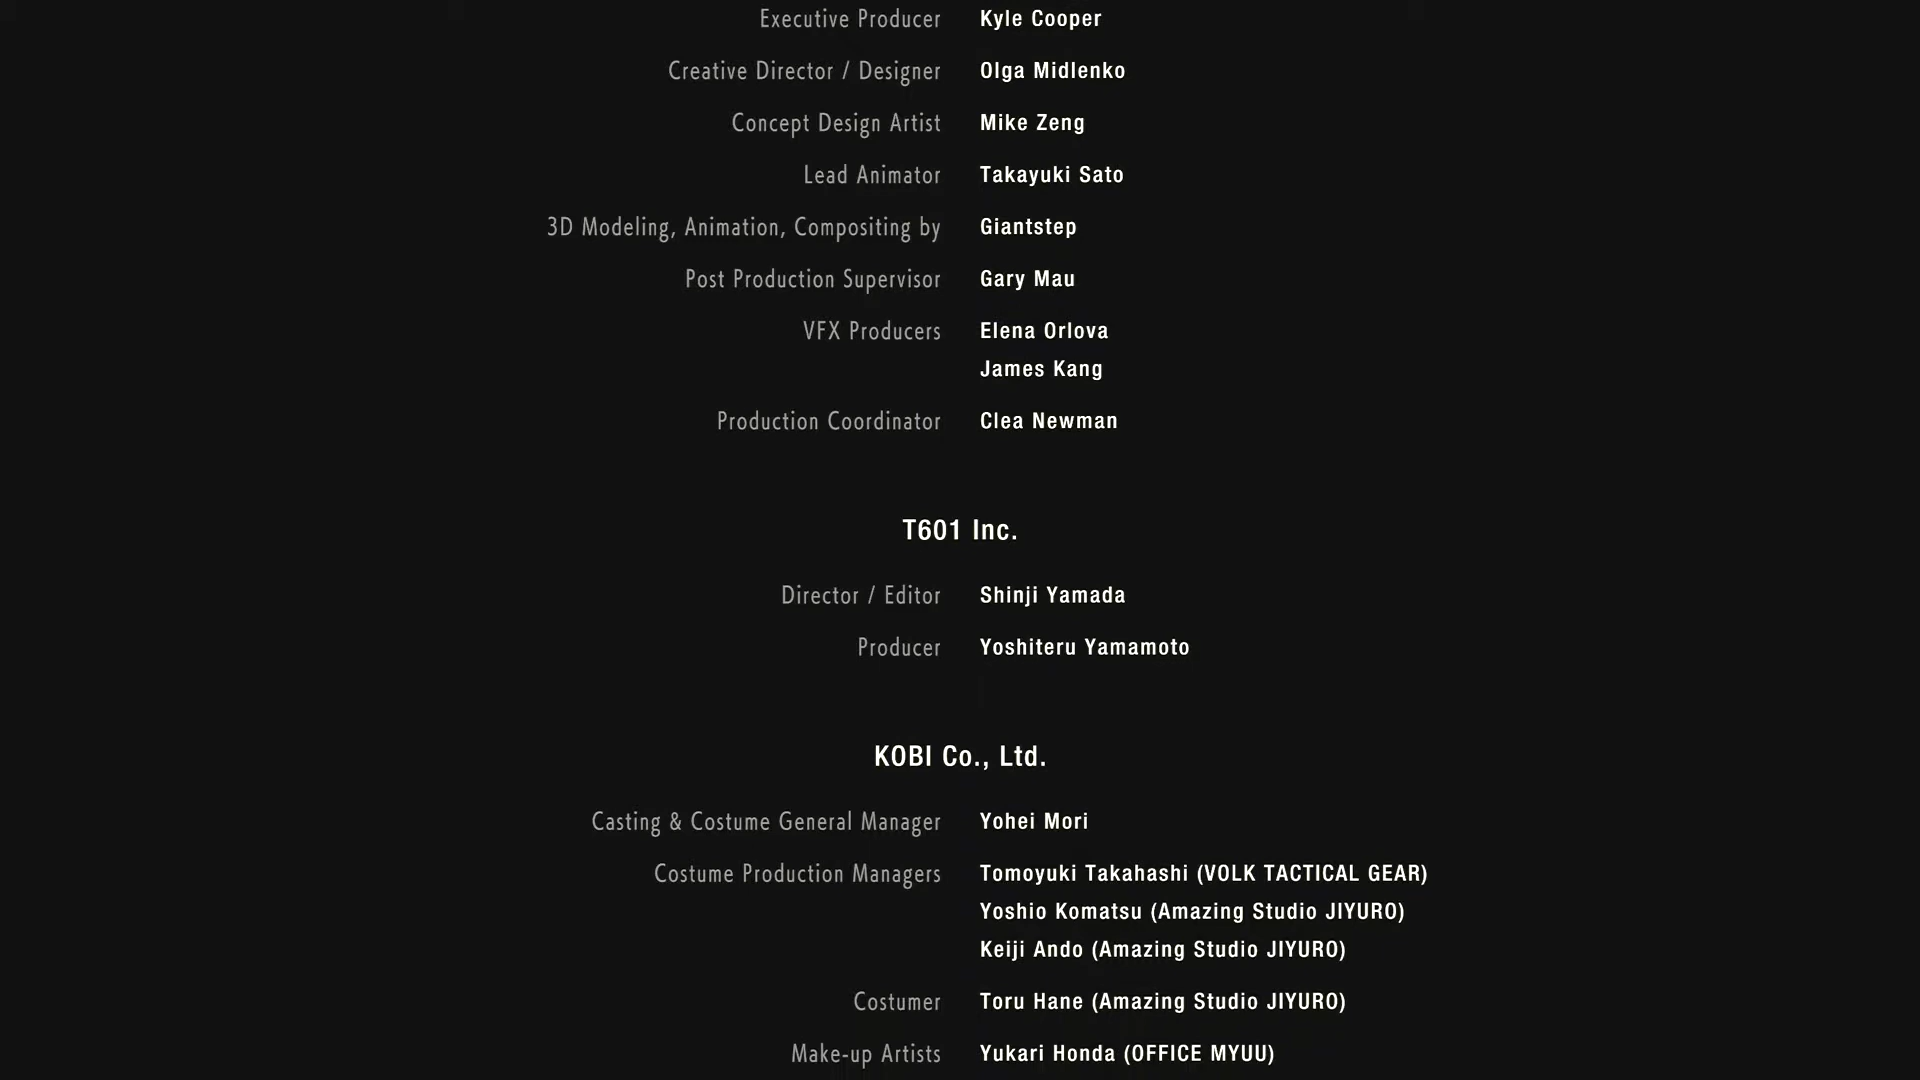 Executive Producer Kyle Cooper
Creative Director / Designer Olga Midlenko
Concept Design Artist Mike Zeng
Lead Animator Takayuki Sato
3D Modeling, Animation, Compositing by Giantstep
Post Production Supervisor Gary Mau
VFX Producers Elena Orlova
James Kang
Production Coordinator Clea Newman
T601 Inc.
Director / Editor Shinji Yamada
Producer Yoshiteru Yamamoto
KOBI Co., Ltd.
Casting & Costume General Manager Yohei Mori
Costume Production Managers Tomoyuki Takahashi (VOLK TACTICAL GEAR)
Yoshio Komatsu (Amazing Studio JIYURO)
Keiji Ando (Amazing Studio JIYURO)
Costumer Toru Hane (Amazing Studio JIYURO)
Make-up Artists Yukari Honda (OFFICE MYUU)